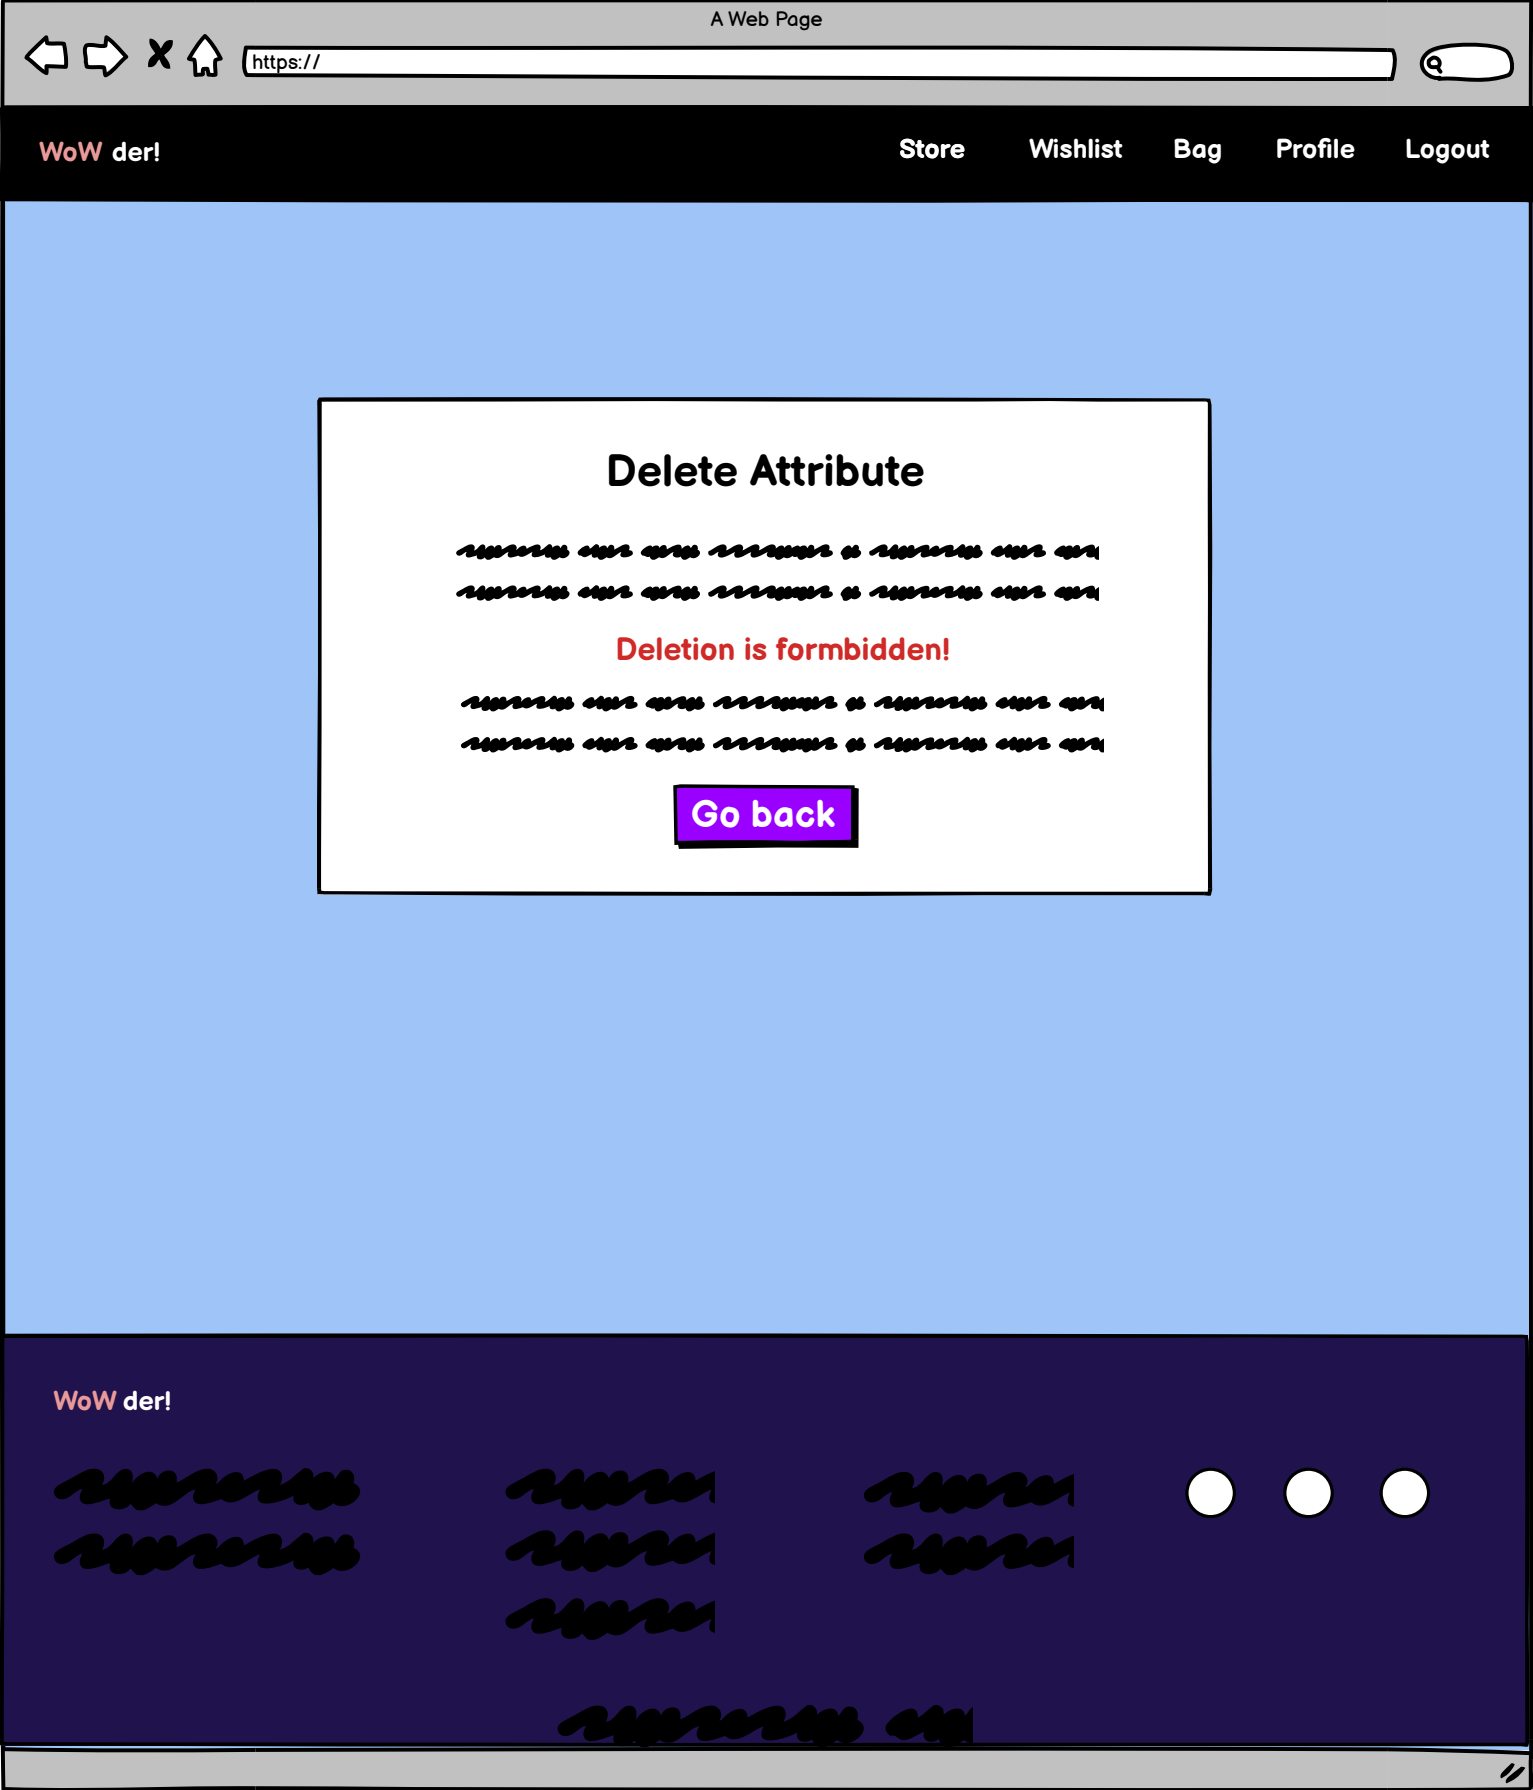 A Web Page
https://
WoW der!
Store Wishlist Bag Profile Logout
Delete Attribute
Deletion is formbidden!
Go back
WoW der!